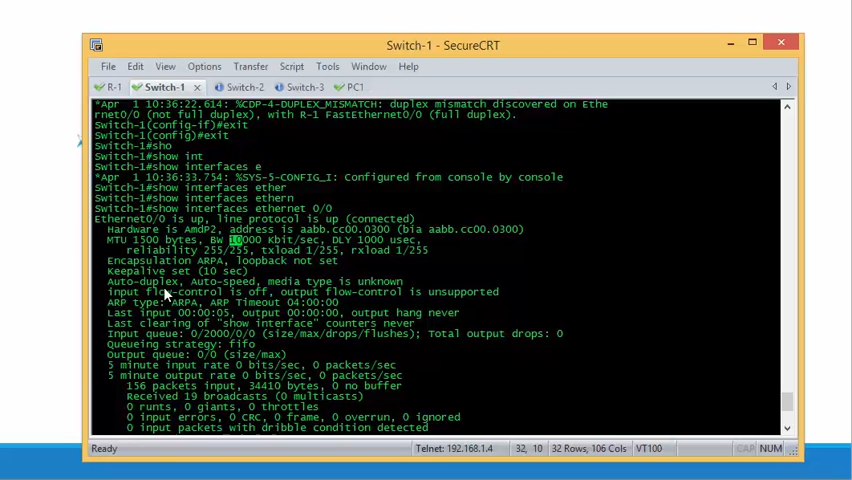 Switch-1 - SecureCRT
File Edit View Options Transfer Script Tools Window Help
R-1 Switch-1 Switch-2 Switch-3 PC1
*Apr 1 10:36:22.614: %CDP-4-DUPLEX_MISMATCH: duplex mismatch discovered on Ethe
rnet0/0 (not full duplex), with R-1 FastEthernet0/0 (full duplex).
Switch-1(config-if)#exit
Switch-1(config)#exit
Switch-1#sho
Switch-1#show int
Switch-1#show interfaces e
*Apr 1 10:36:33.754: %SYS-5-CONFIG_I: Configured from console by console
Switch-1#show interfaces ether
Switch-1#show interfaces ethern
Switch-1#show interfaces ethernet 0/0
Ethernet0/0 is up, line protocol is up (connected)
Hardware is AmdP2, address is aabb.cc00.0300 (bia aabb.cc00.0300)
MTU 1500 bytes, BW 10000 Kbit/sec, DLY 1000 usec,
reliability 255/255, txload 1/255, rxload 1/255
Encapsulation ARPA, loopback not set
Keepalive set (10 sec)
Auto-duplex, Auto-speed, media type is unknown
input flow-control is off, output flow-control is unsupported
ARP type: ARPA, ARP Timeout 04:00:00
Last input 00:00:05, output 00:00:00, output hang never
Last clearing of "show interface" counters never
Input queue: 0/2000/0/0 (size/max/drops/flushes); Total output drops: 0
Queueing strategy: fifo
Output queue: 0/0 (size/max)
5 minute input rate 0 bits/sec, 0 packets/sec
5 minute output rate 0 bits/sec, 0 packets/sec
156 packets input, 34410 bytes, 0 no buffer
Received 19 broadcasts (0 multicasts)
0 runts, 0 giants, 0 throttles
0 input errors, 0 CRC, 0 frame, 0 overrun, 0 ignored
0 input packets with dribble condition detected
Ready Telnet: 192.168.1.4 32, 10 32 Rows, 106 Cols VT100 CAP NUM